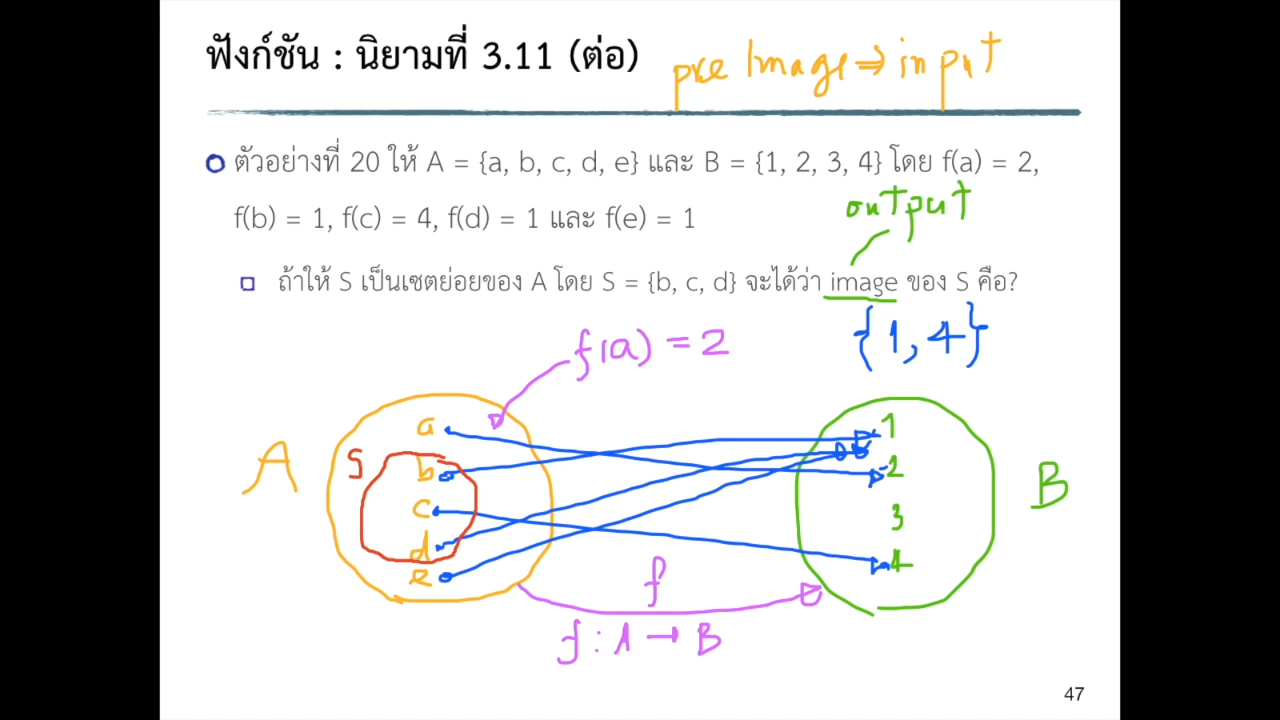 ฟังก์ชัน : นิยามที่ 3.11 (ต่อ)
pre Image ⇒ input
ตัวอย่างที่ 20 ให้ A = {a, b, c, d, e} และ B = {1, 2, 3, 4} โดย f(a) = 2,
output
f(b) = 1, f(c) = 4, f(d) = 1 และ f(e) = 1
ถ้าให้ S เป็นเซตย่อยของ A โดย S = {b, c, d} จะได้ว่า image ของ S คือ?
{1, 4}
f(a) = 2
A
S
a
b
c
d
e
1
2
3
4
B
f
f : A → B
47